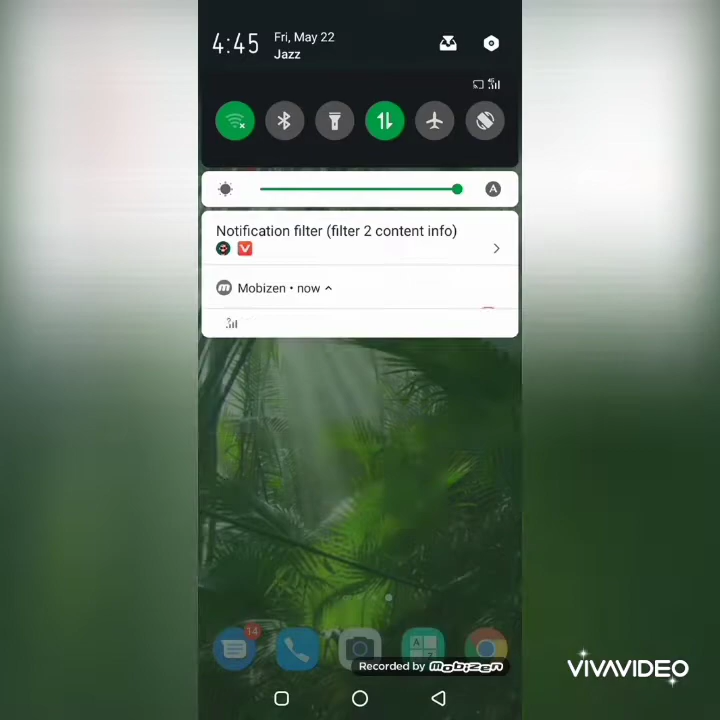 4:45
Fri, May 22
Jazz
4G
A
Notification filter (filter 2 content info)
Mobizen • now
14
Recorded by mobizen
VIVAVIDEO